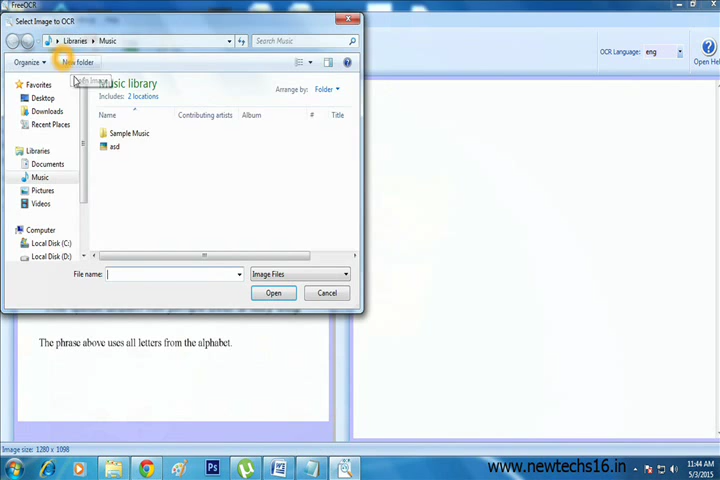 FreeOCR
Select Image to OCR
Libraries
Music
Search Music
Organize
New folder
Music library
Includes: 2 locations
Arrange by: Folder
Name
Contributing artists
Album
#
Title
Sample Music
asd
Favorites
Desktop
Downloads
Recent Places
Libraries
Documents
Music
Pictures
Videos
Computer
Local Disk (C:)
Local Disk (D:)
File name:
Image Files
Open
Cancel
OCR Language: eng
Open Help
The phrase above uses all letters from the alphabet.
Image size: 1280 x 1098
www.newtechs16.in
11:44 AM
5/3/2015